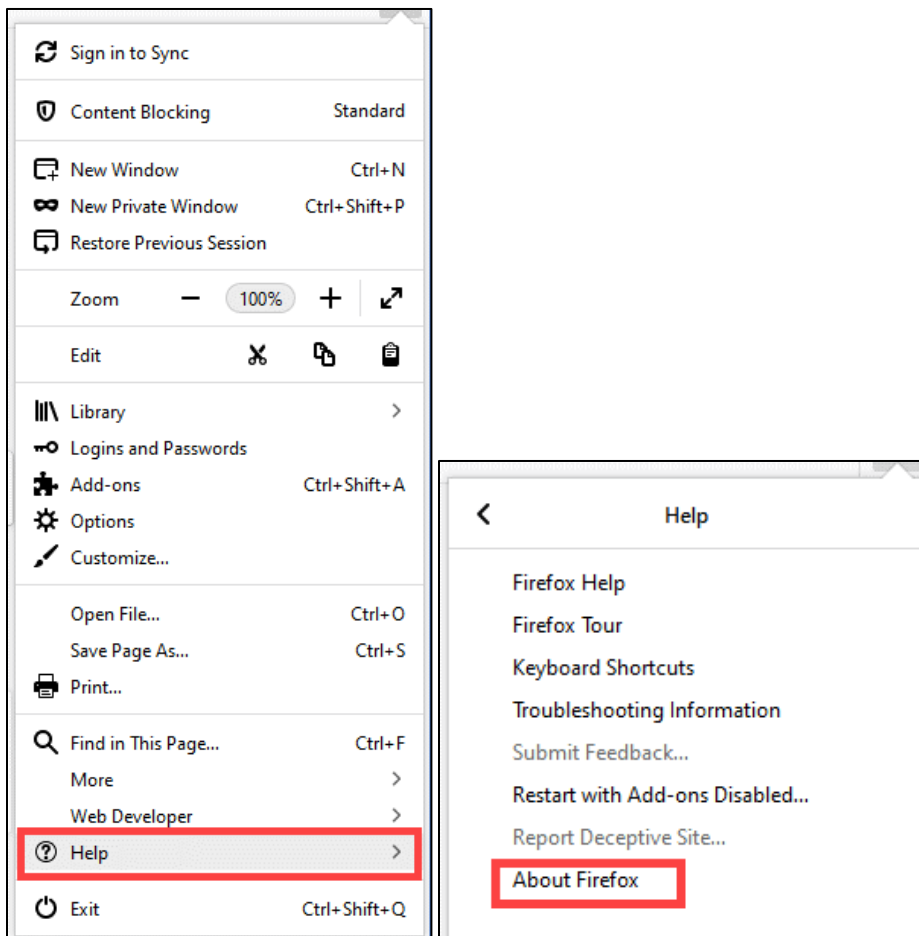 Sign in to Sync
Content Blocking Standard
New Window Ctrl+N
New Private Window Ctrl+Shift+P
Restore Previous Session
Zoom 100%
Edit
Library
Logins and Passwords
Add-ons Ctrl+Shift+A
Options
Customize...
Open File... Ctrl+O
Save Page As... Ctrl+S
Print...
Find in This Page... Ctrl+F
More
Web Developer
Help
Exit Ctrl+Shift+Q
Help
Firefox Help
Firefox Tour
Keyboard Shortcuts
Troubleshooting Information
Submit Feedback...
Restart with Add-ons Disabled...
Report Deceptive Site...
About Firefox